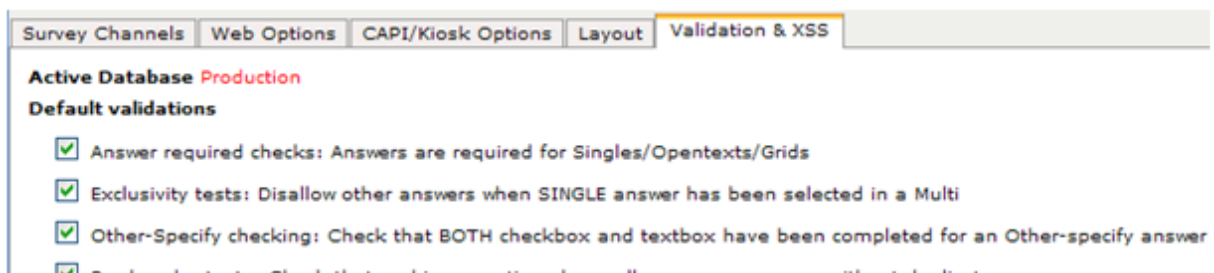 Survey Channels Web Options CAPI/Kiosk Options Layout Validation & XSS
Active Database Production
Default validations
Answer required checks: Answers are required for Singles/Opentexts/Grids
Exclusivity tests: Disallow other answers when SINGLE answer has been selected in a Multi
Other-Specify checking: Check that BOTH checkbox and textbox have been completed for an Other-specify answer